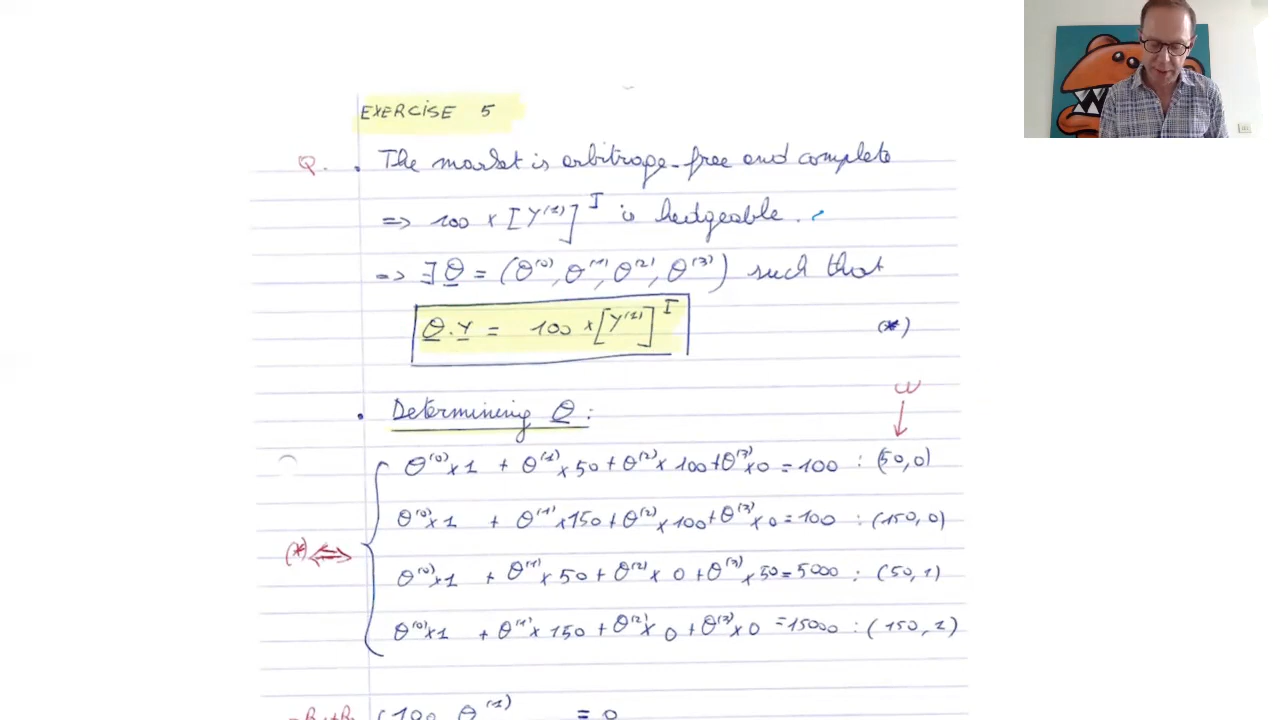 EXERCISE 5
Q. . The market is arbitrage-free and complete
=> 100 × [Y^(1)]^I is hedgeable.
=> ∃ θ = (θ^(0), θ^(1), θ^(2), θ^(3)) such that
θ.Y = 100 × [Y^(1)]^I (*)
. Determining θ: ω
θ^(0)×1 + θ^(1)×50 + θ^(2)×100 + θ^(3)×0 = 100 : (50,0)
θ^(0)×1 + θ^(1)×150 + θ^(2)×100 + θ^(3)×0 = 100 : (150,0)
(*) ⇔ θ^(0)×1 + θ^(1)×50 + θ^(2)×0 + θ^(3)×50 = 5000 : (50,1)
θ^(0)×1 + θ^(1)×150 + θ^(2)×0 + θ^(3)×0 = 15000 : (150,1)
100 θ^(1) = 0